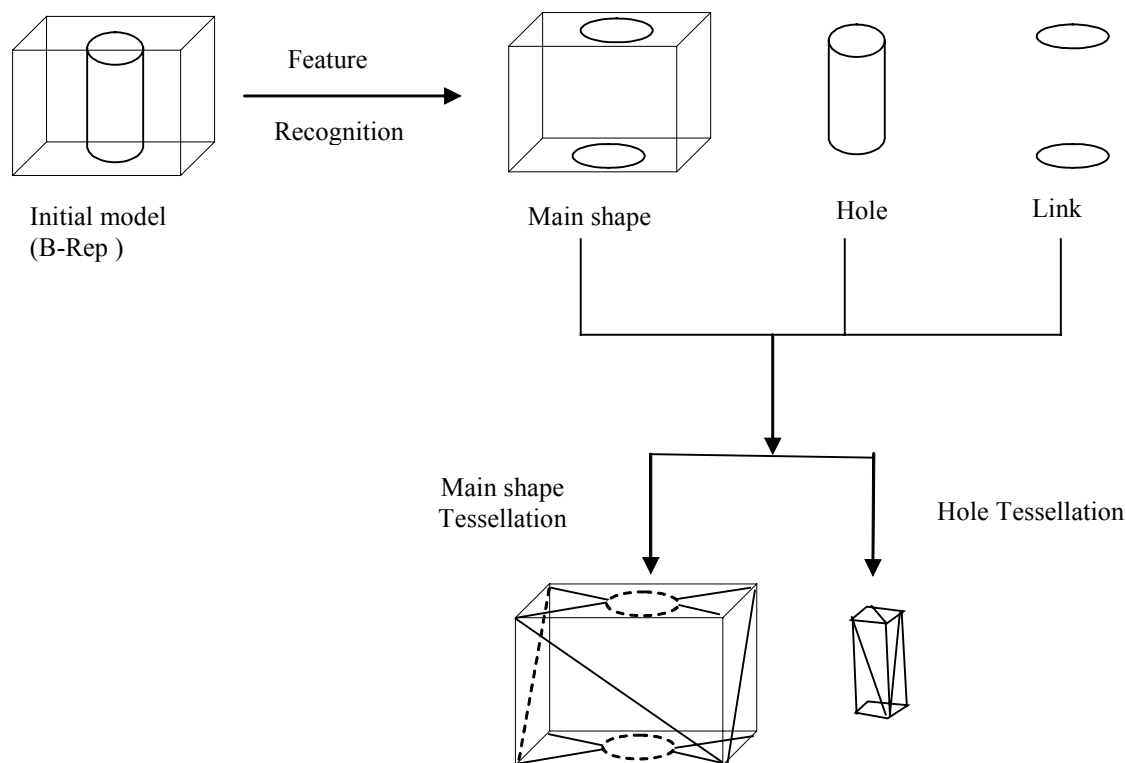 Feature
Recognition
Initial model
(B-Rep )
Main shape
Hole
Link
Main shape
Tessellation
Hole Tessellation